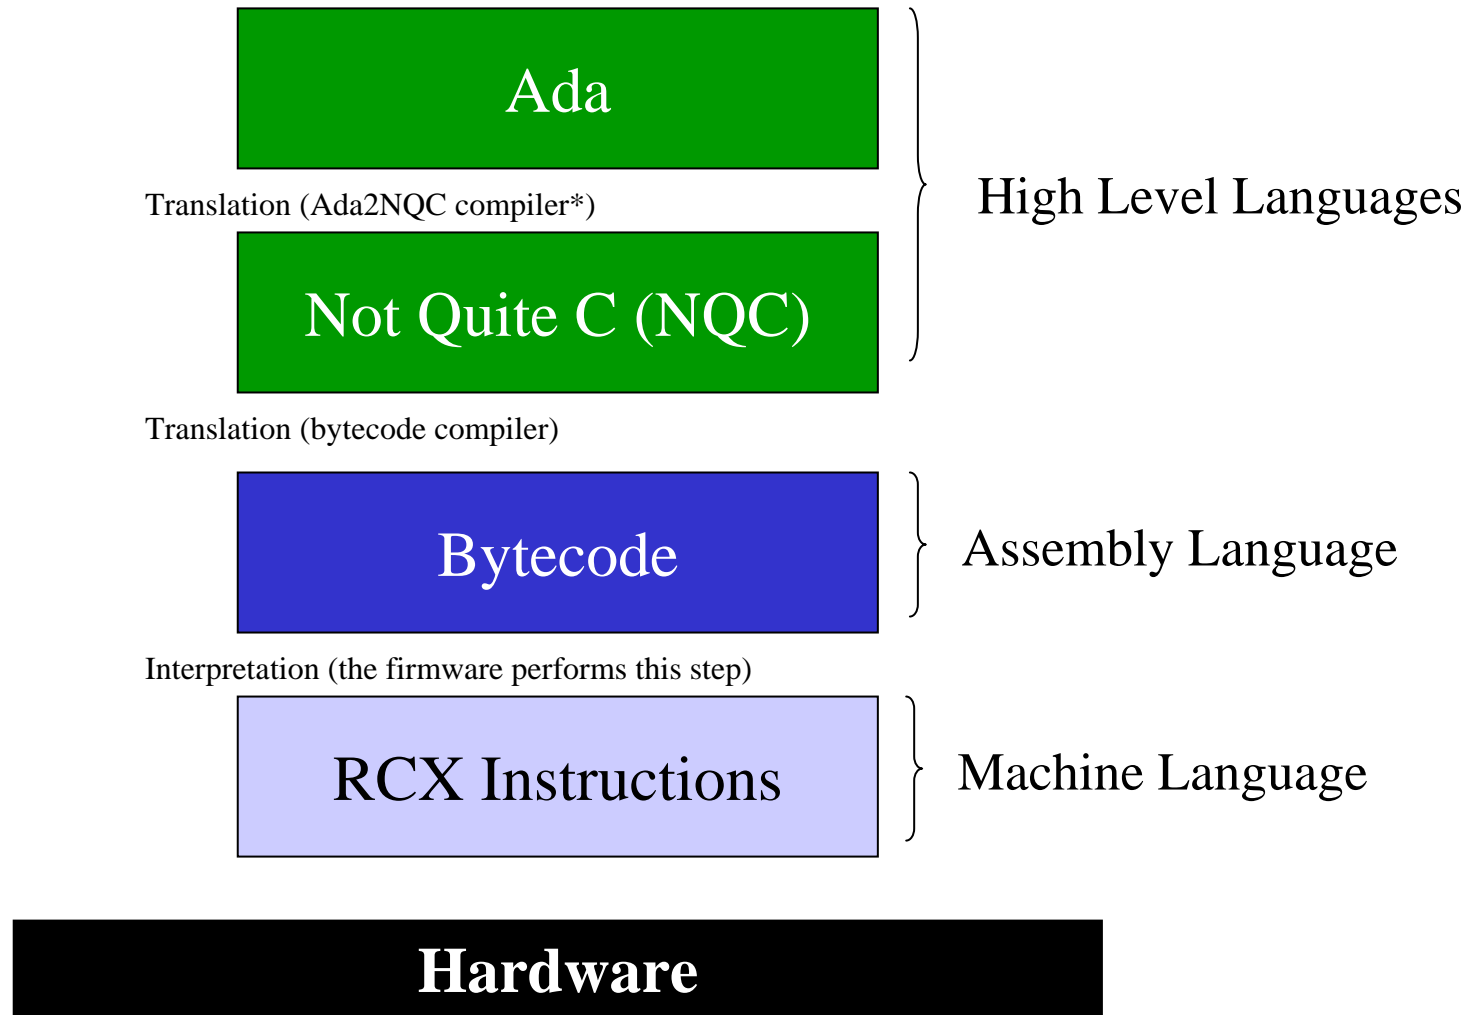 Ada
Translation (Ada2NQC compiler*)
High Level Languages
Not Quite C (NQC)
Translation (bytecode compiler)
Bytecode
Assembly Language
Interpretation (the firmware performs this step)
RCX Instructions
Machine Language
Hardware